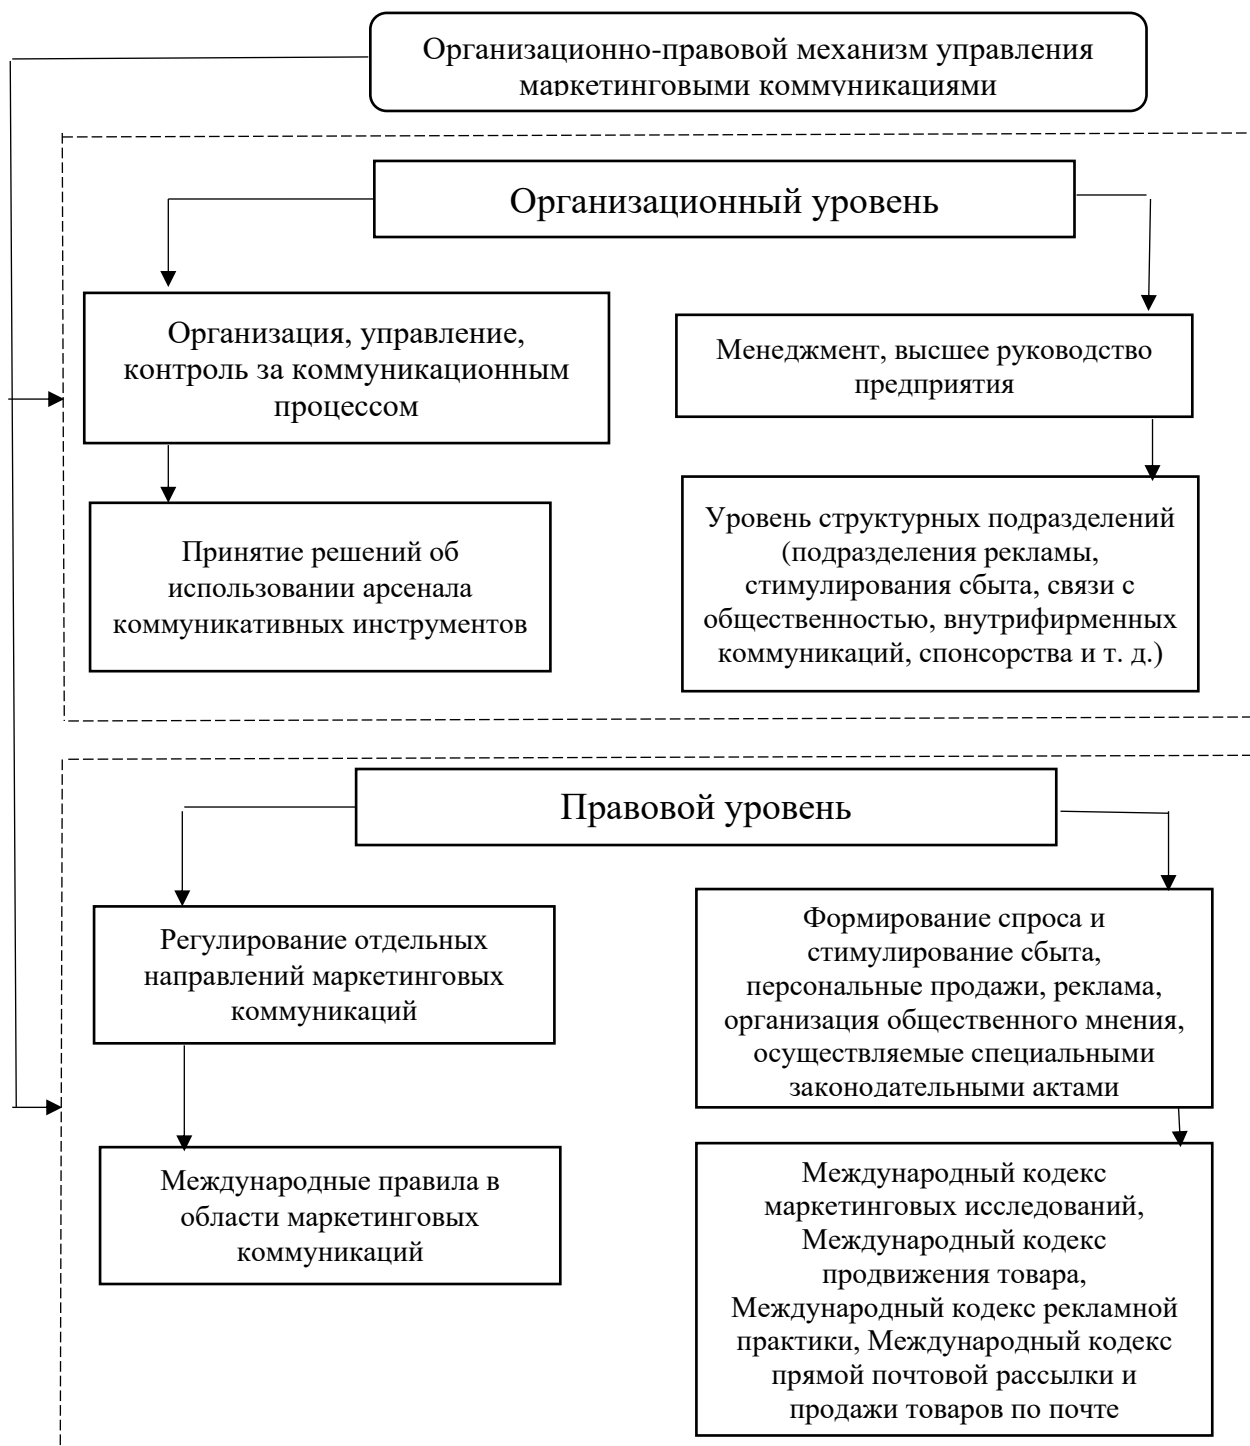 Организационно-правовой механизм управления
маркетинговыми коммуникациями
Организационный уровень
Организация, управление,
контроль за коммуникационным
процессом
Менеджмент, высшее руководство
предприятия
Принятие решений об
использовании арсенала
коммуникативных инструментов
Уровень структурных подразделений
(подразделения рекламы,
стимулирования сбыта, связи с
общественностью, внутрифирменных
коммуникаций, спонсорства и т. д.)
Правовой уровень
Регулирование отдельных
направлений маркетинговых
коммуникаций
Формирование спроса и
стимулирование сбыта,
персональные продажи, реклама,
организация общественного мнения,
осуществляемые специальными
законодательными актами
Международные правила в
области маркетинговых
коммуникаций
Международный кодекс
маркетинговых исследований,
Международный кодекс
продвижения товара,
Международный кодекс рекламной
практики, Международный кодекс
прямой почтовой рассылки и
продажи товаров по почте